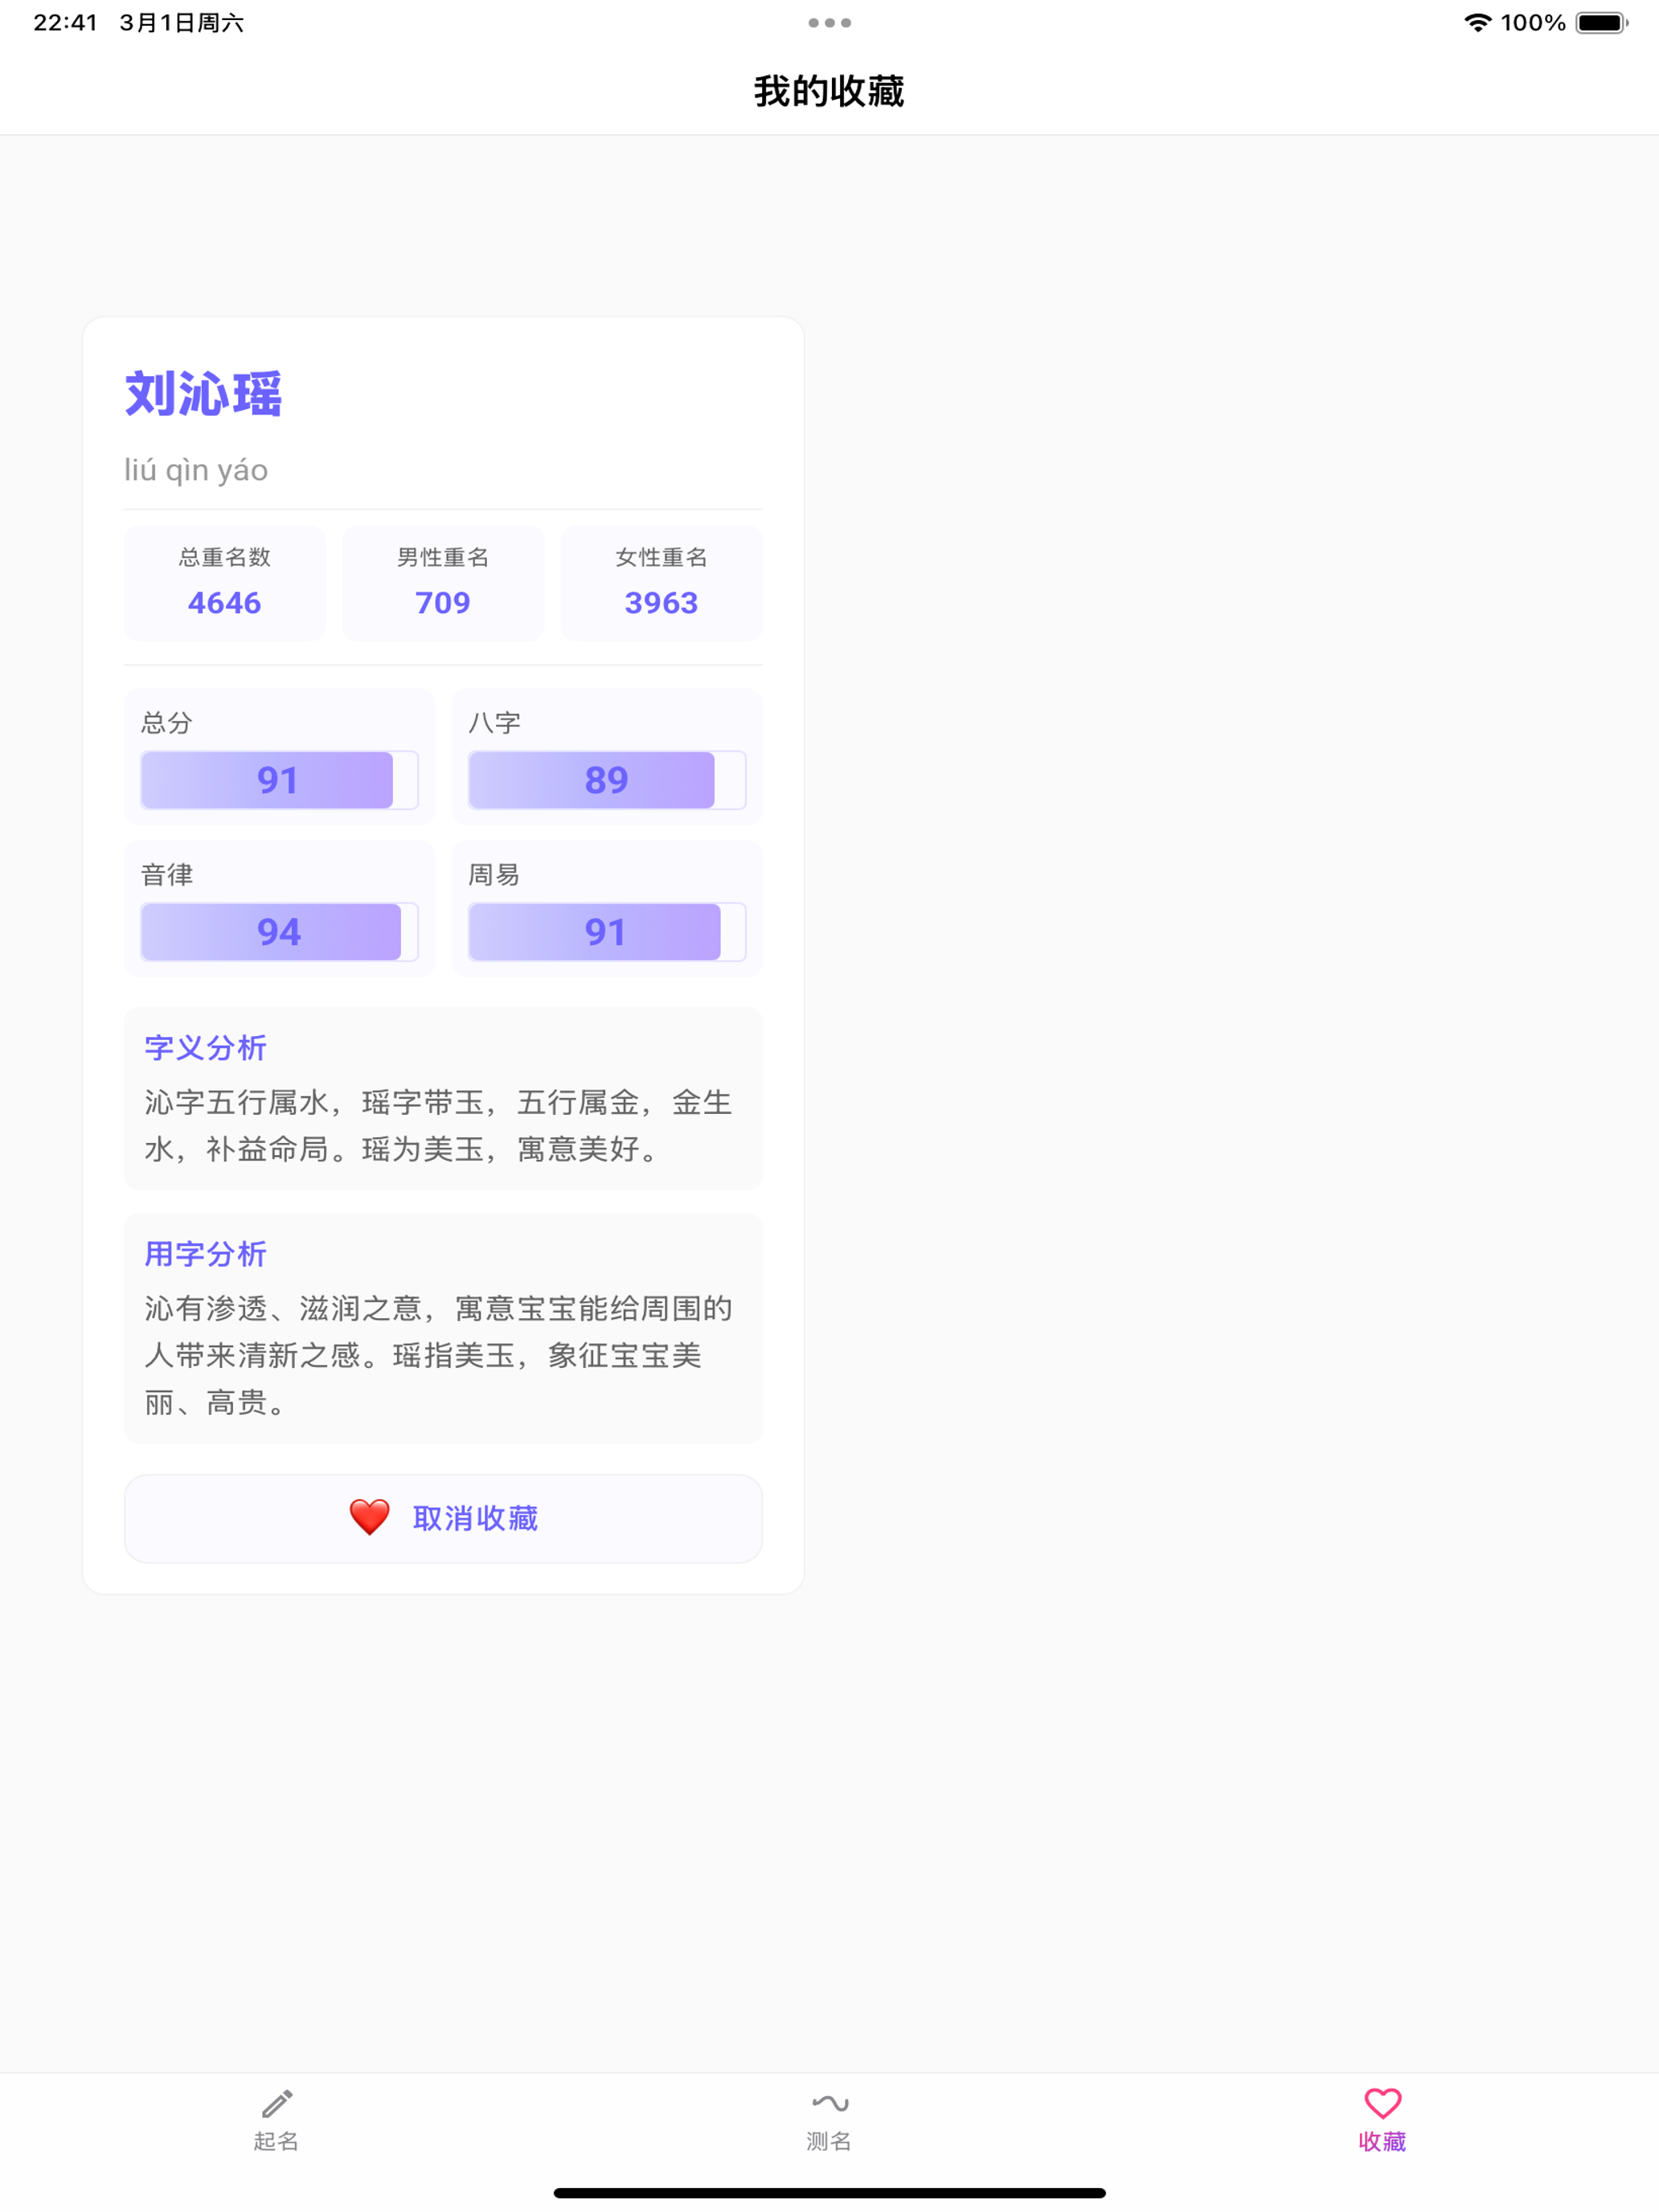 22:41 3月1日周六
100%
我的收藏
刘沁瑶
liú qìn yáo
总重名数 男性重名 女性重名
4646 709 3963
总分 八字
91 89
音律 周易
94 91
字义分析
沁字五行属水，瑶字带玉，五行属金，金生
水，补益命局。瑶为美玉，寓意美好。
用字分析
沁有渗透、滋润之意，寓意宝宝能给周围的
人带来清新之感。瑶指美玉，象征宝宝美
丽、高贵。
取消收藏
起名 测名 收藏